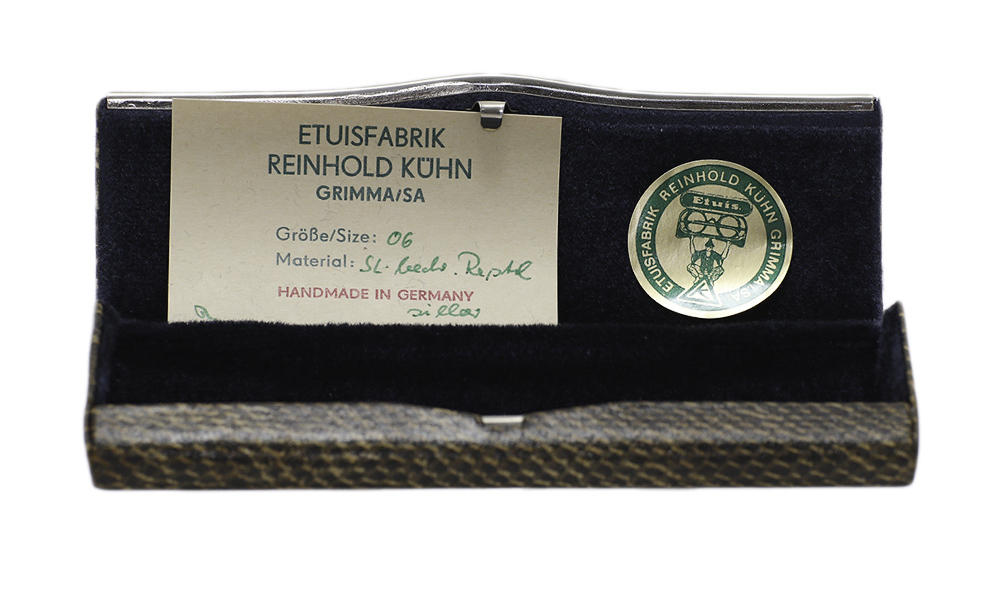 ETUISFABRIK
REINHOLD KÜHN
GRIMMA/SA
Größe/Size: 06
Material:
HANDMADE IN GERMANY
ETUISFABRIK REINHOLD KÜHN GRIMMA/SA
Etuis.